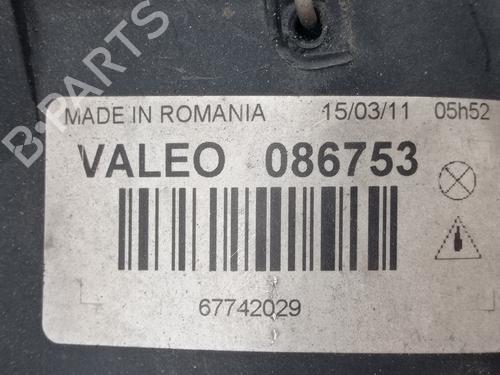 B-PARTS
MADE IN ROMANIA 15/03/11 05h52
VALEO 086753
67742029